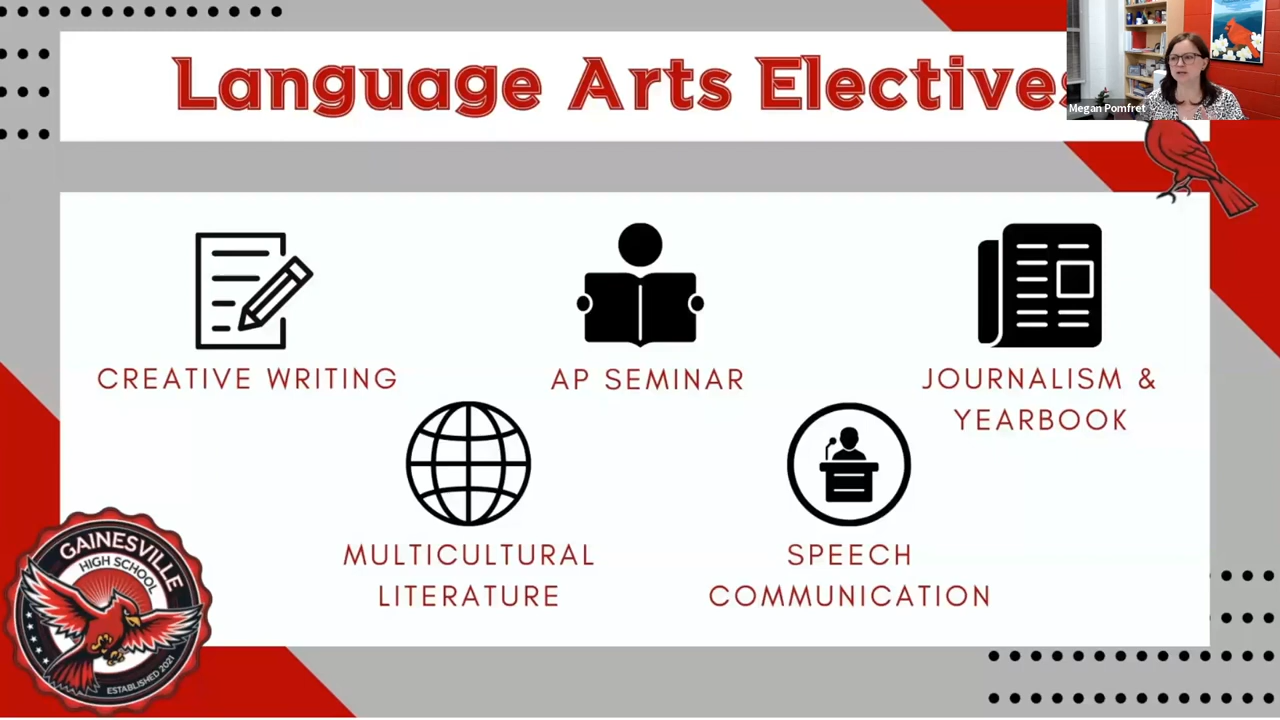 Language Arts Electives
Megan Pomfret
CREATIVE WRITING
AP SEMINAR
JOURNALISM &
YEARBOOK
MULTICULTURAL
LITERATURE
SPEECH
COMMUNICATION
GAINESVILLE
HIGH SCHOOL
ESTABLISHED 2021